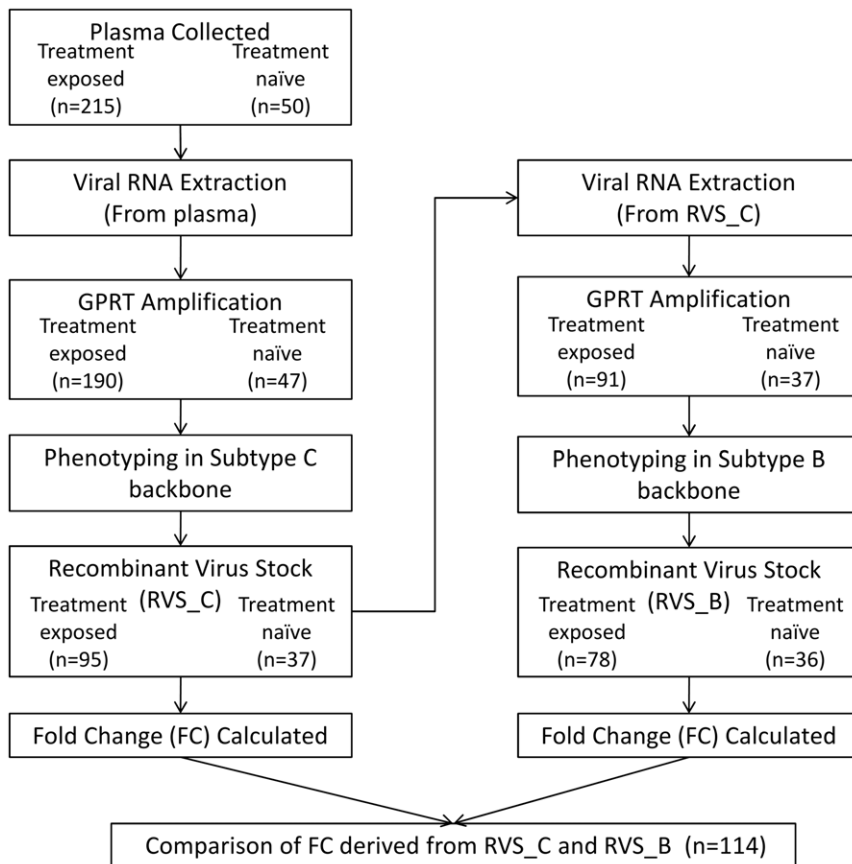 Plasma Collected
Treatment exposed (n=215)
Treatment naïve (n=50)
Viral RNA Extraction
(From plasma)
GPRT Amplification
Treatment exposed (n=190)
Treatment naïve (n=47)
Phenotyping in Subtype C
backbone
Recombinant Virus Stock
(RVS_C)
Treatment exposed (n=95)
Treatment naïve (n=37)
Fold Change (FC) Calculated
Viral RNA Extraction
(From RVS_C)
GPRT Amplification
Treatment exposed (n=91)
Treatment naïve (n=37)
Phenotyping in Subtype B
backbone
Recombinant Virus Stock
(RVS_B)
Treatment exposed (n=78)
Treatment naïve (n=36)
Fold Change (FC) Calculated
Comparison of FC derived from RVS_C and RVS_B (n=114)